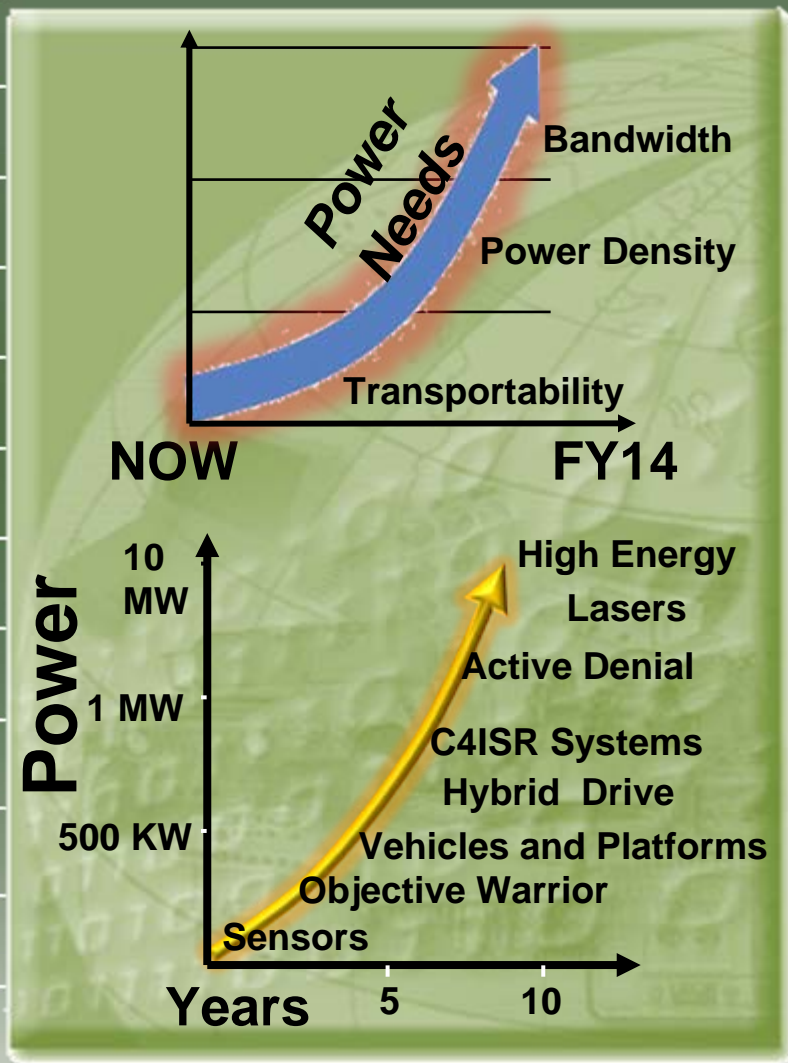 Power
Needs
Bandwidth
Power Density
Transportability
NOW
FY14
Power
10
MW
1 MW
500 KW
High Energy
Lasers
Active Denial
C4ISR Systems
Hybrid Drive
Vehicles and Platforms
Objective Warrior
Sensors
Years
5
10